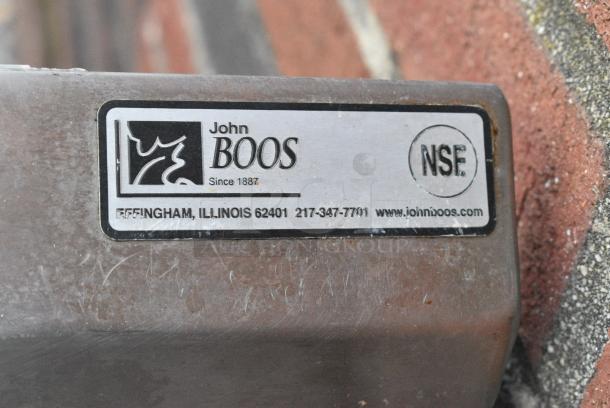 John
BOOS
Since 1887
NSF
EFFINGHAM, ILLINOIS 62401 217-347-7701 www.johnboos.com